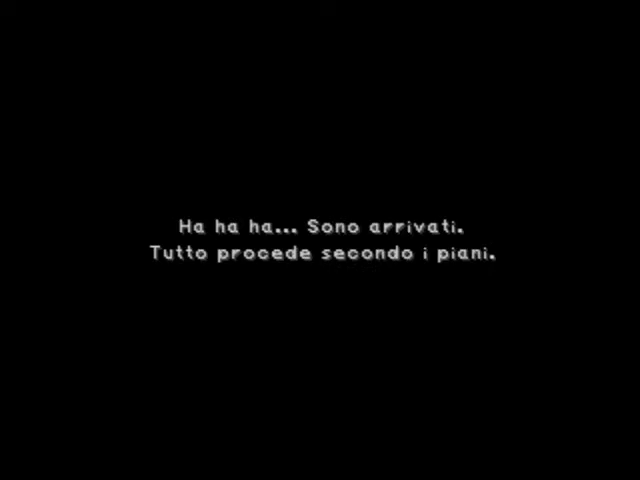 Ha ha ha... Sono arrivati.
Tutto procede secondo i piani.